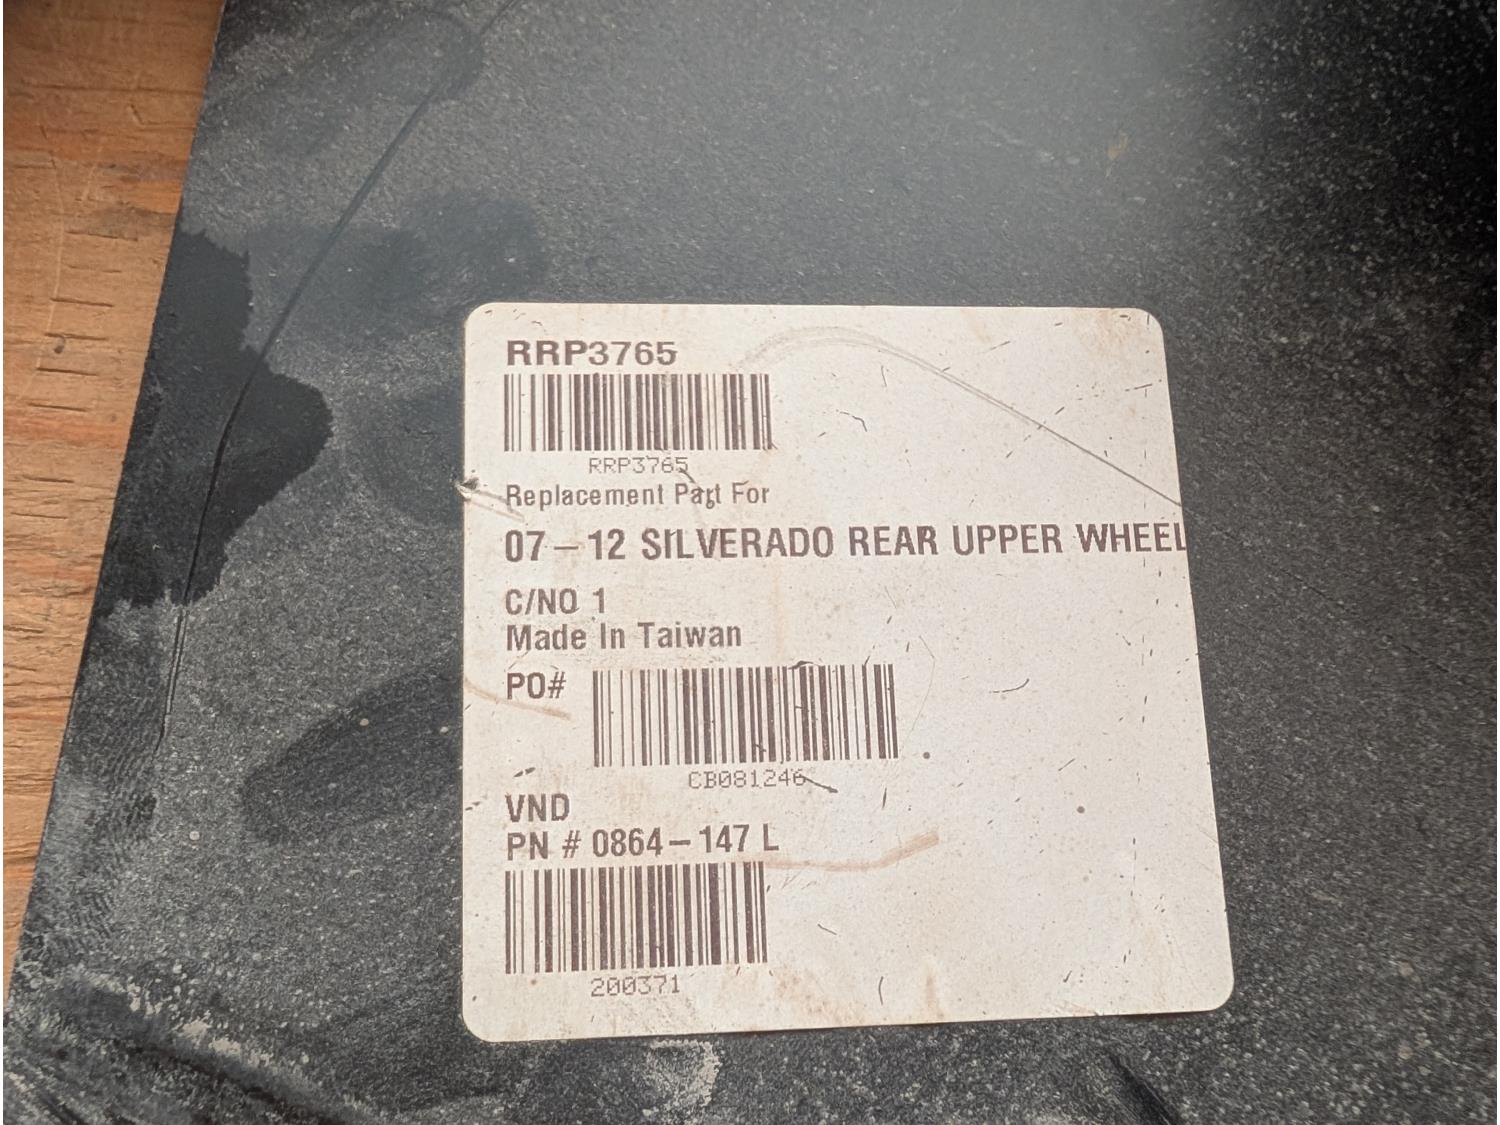 RRP3765
RRP3765
Replacement Part For
07-12 SILVERADO REAR UPPER WHEEL
C/NO 1
Made In Taiwan
PO#
CB081246
VND
PN # 0864-147 L
200371